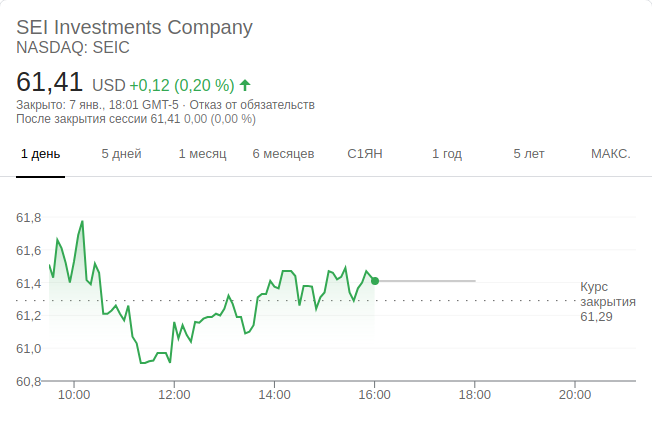 SEI Investments Company
NASDAQ: SEIC
61,41 USD +0,12 (0,20 %)
Закрыто: 7 янв., 18:01 GMT-5 · Отказ от обязательств
После закрытия сессии 61,41 0,00 (0,00 %)
1 день 5 дней 1 месяц 6 месяцев С1ЯН 1 год 5 лет МАКС.
61,8
61,6
61,4
61,2
61,0
60,8
Курс
закрытия
61,29
10:00 12:00 14:00 16:00 18:00 20:00